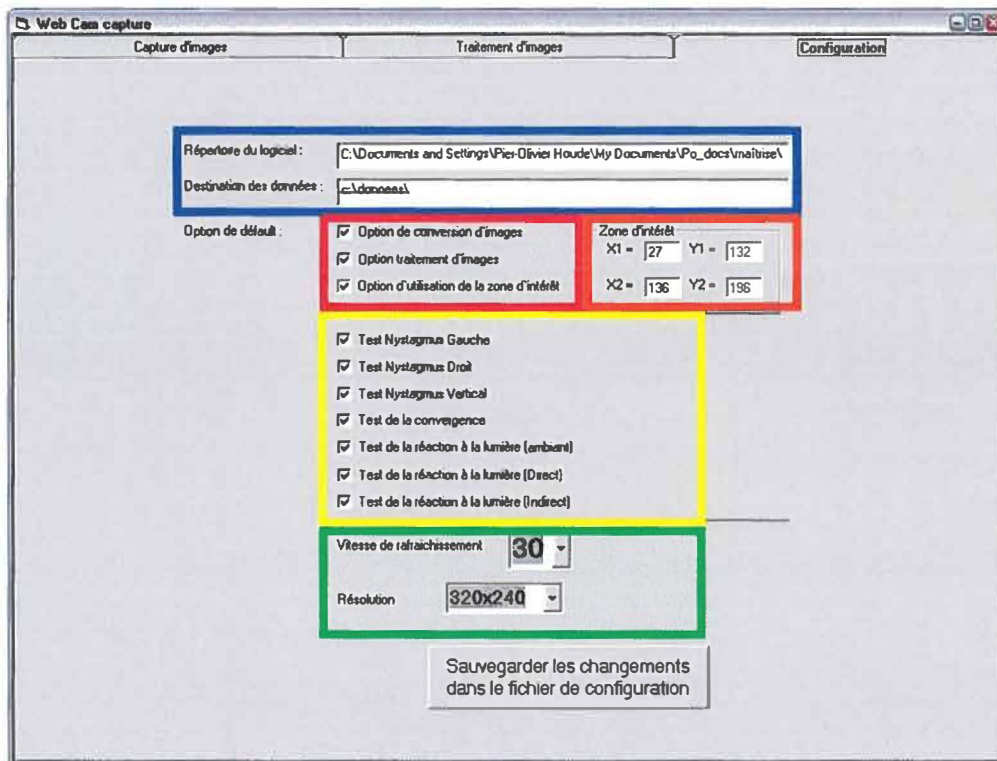 Web Cam capture
Capture d'images Traitement d'images Configuration
Répertoire du logiciel : C:\Documents and Settings\Pier-Olivier Houde\My Documents\Po_docs\maîtrise\
Destination des données : c:\donnees\
Option de défault : Option de conversion d'images
Option traitement d'images
Option d'utilisation de la zone d'intérêt
Zone d'intérêt
X1 = 27 Y1 = 132
X2 = 136 Y2 = 196
Test Nystagmus Gauche
Test Nystagmus Droit
Test Nystagmus Vertical
Test de la convergence
Test de la réaction à la lumière (ambiant)
Test de la réaction à la lumière (Direct)
Test de la réaction à la lumière (Indirect)
Vitesse de rafraichissement 30
Résolution 320x240
Sauvegarder les changements
dans le fichier de configuration